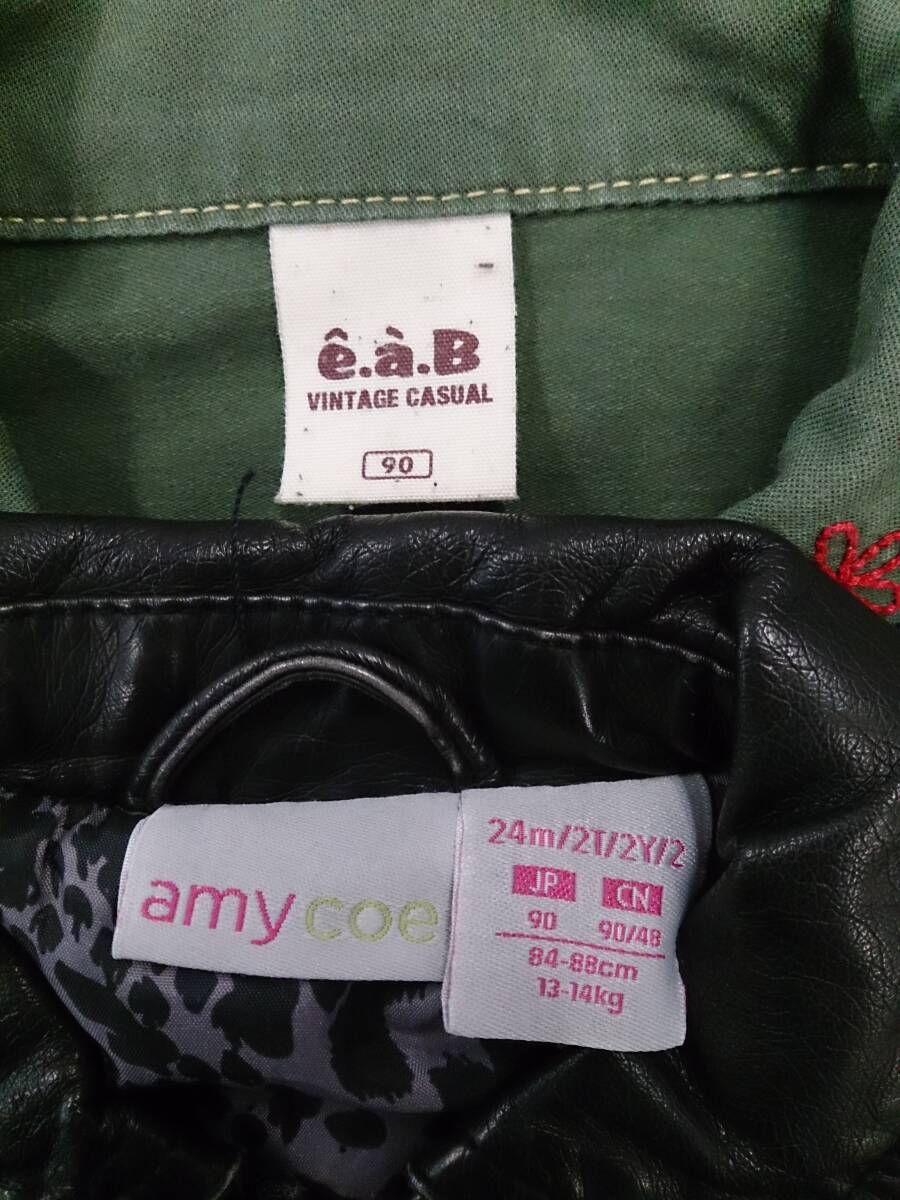 ê.à.B
VINTAGE CASUAL
90
amy coe
24m/2T/2Y/2
JP CN
90 90/48
84-88cm
13-14kg